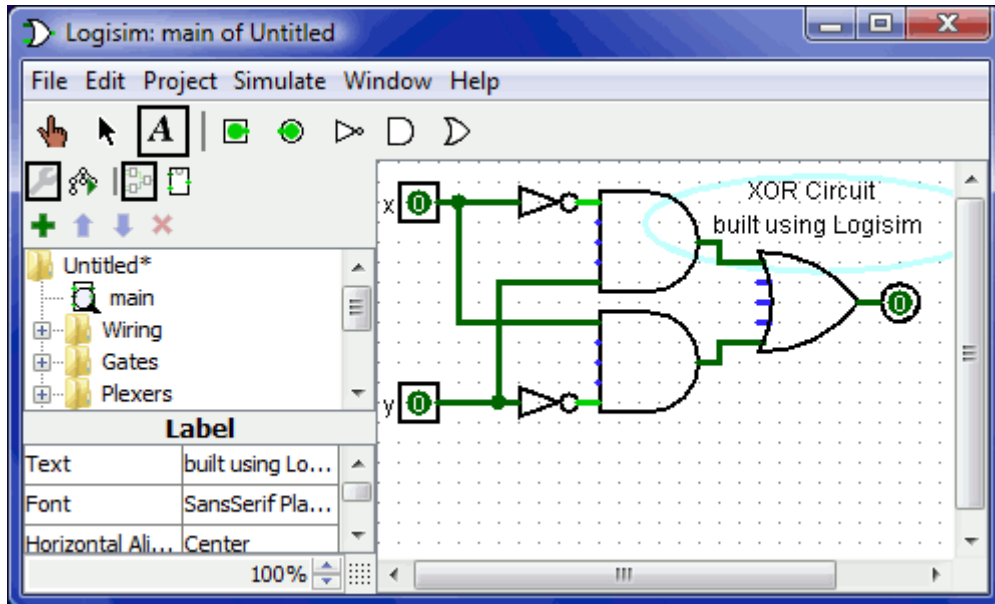 Logisim: main of Untitled
File Edit Project Simulate Window Help
A
Untitled*
main
Wiring
Gates
Plexers
Label
Text built using Lo...
Font SansSerif Pla...
Horizontal Ali... Center
100%
XOR Circuit
built using Logisim
x 0
0
y 0